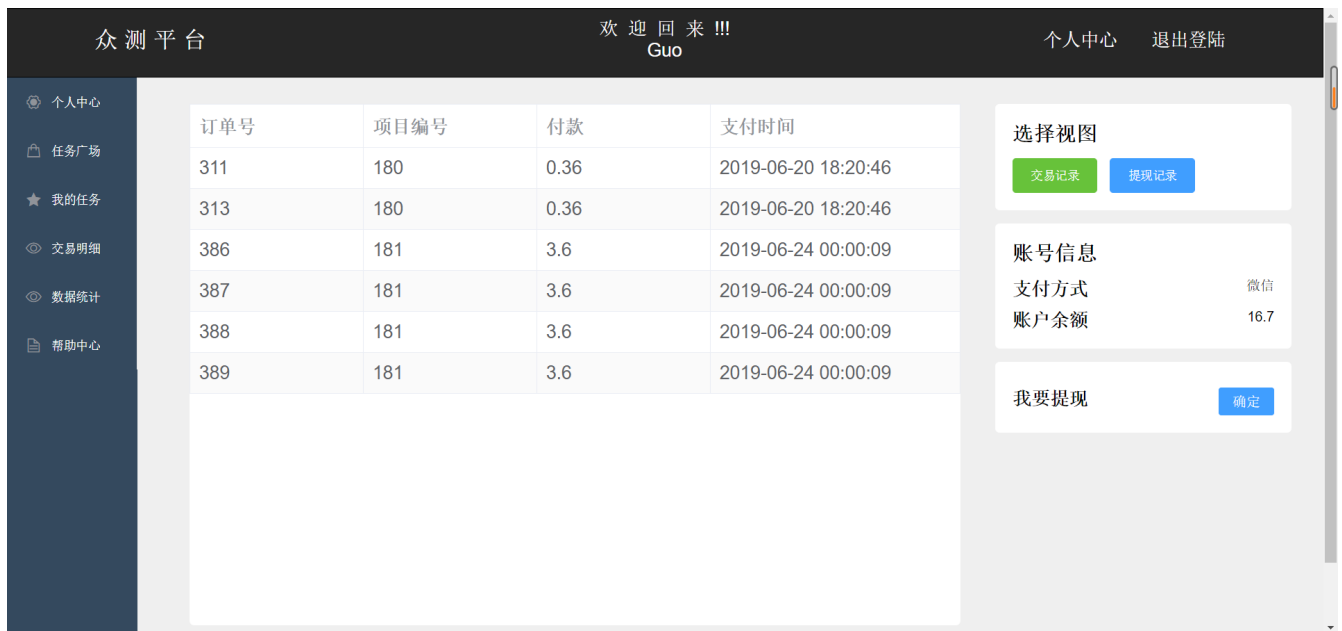 众测平台
欢迎回来!!!
Guo
个人中心 退出登陆
个人中心
任务广场
我的任务
交易明细
数据统计
帮助中心
订单号 项目编号 付款 支付时间
311 180 0.36 2019-06-20 18:20:46
313 180 0.36 2019-06-20 18:20:46
386 181 3.6 2019-06-24 00:00:09
387 181 3.6 2019-06-24 00:00:09
388 181 3.6 2019-06-24 00:00:09
389 181 3.6 2019-06-24 00:00:09
选择视图
交易记录 提现记录
账号信息
支付方式 微信
账户余额 16.7
我要提现 确定